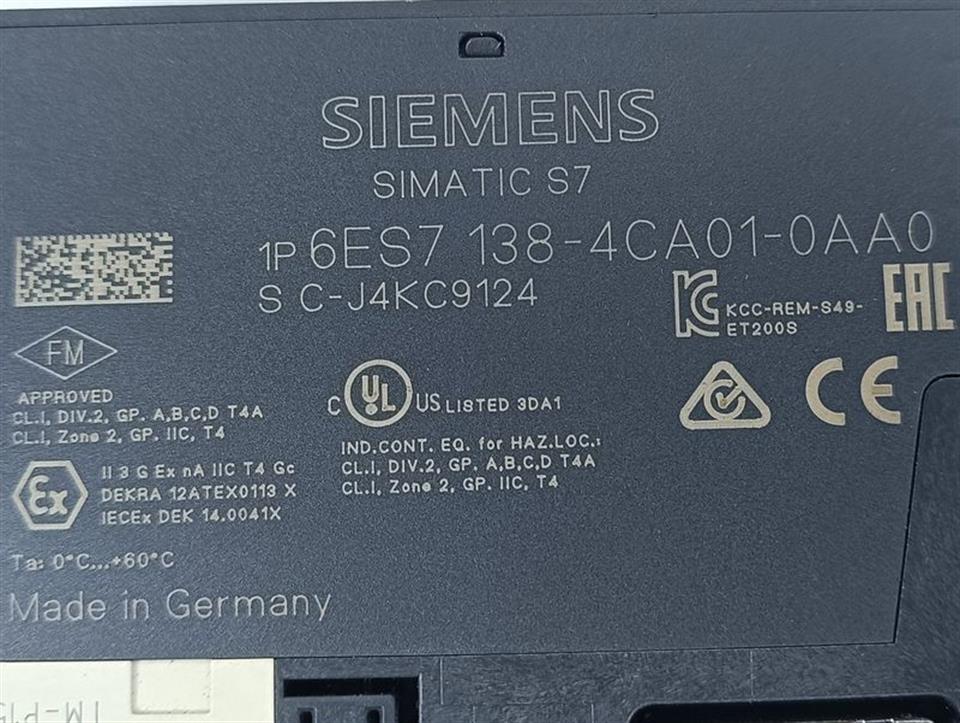 SIEMENS
SIMATIC S7
1P 6ES7 138-4CA01-0AA0
S C-J4KC9124
KCC-REM-S49-
ET200S
EAC
FM
APPROVED
CL.I, DIV.2, GP. A,B,C,D T4A
CL.I, Zone 2, GP. IIC, T4
C UL US LISTED 3DA1
IND.CONT. EQ. for HAZ.LOC.:
CL.I, DIV.2, GP. A,B,C,D T4A
CL.I, Zone 2, GP. IIC, T4
CE
Ex
II 3 G Ex nA IIC T4 Gc
DEKRA 12ATEX0113 X
IECEx DEK 14.0041X
Ta: 0°C...+60°C
Made in Germany